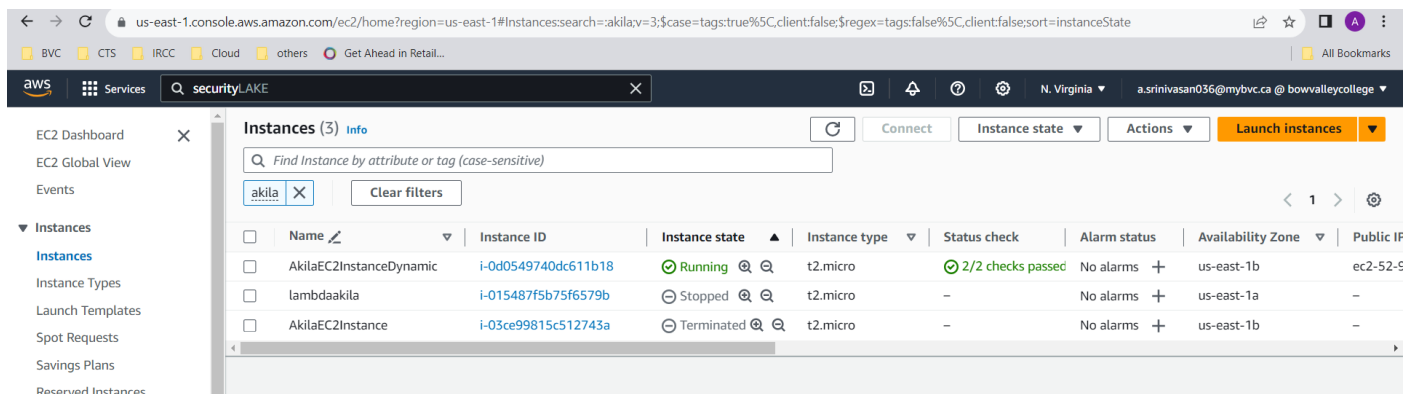 us-east-1.console.aws.amazon.com/ec2/home?region=us-east-1#Instances:search=:akila;v=3;$case=tags:true%5C,client:false;$regex=tags:false%5C,client:false;sort=instanceState
A
BVC CTS IRCC Cloud others Get Ahead in Retail... All Bookmarks
aws Services securityLAKE N. Virginia ▼ a.srinivasan036@mybvc.ca @ bowvalleycollege ▼
EC2 Dashboard
EC2 Global View
Events
▼ Instances
Instances
Instance Types
Launch Templates
Spot Requests
Savings Plans
Reserved Instances
Instances (3) Info Connect Instance state ▼ Actions ▼ Launch instances ▼
Find Instance by attribute or tag (case-sensitive)
akila Clear filters
1
Name Instance ID Instance state ▲ Instance type Status check Alarm status Availability Zone Public IP
AkilaEC2InstanceDynamic i-0d0549740dc611b18 Running t2.micro 2/2 checks passed No alarms + us-east-1b ec2-52-9
lambdaakila i-015487f5b75f6579b Stopped t2.micro – No alarms + us-east-1a –
AkilaEC2Instance i-03ce99815c512743a Terminated t2.micro – No alarms + us-east-1b –